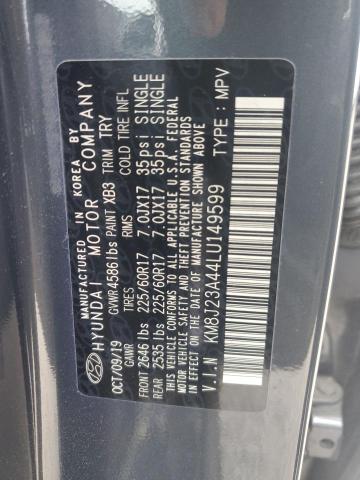 MANUFACTURED IN KOREA BY
HYUNDAI MOTOR COMPANY
OCT/09/19 GVWR 4586lbs PAINT XB3 TRIM TRY
GAWR TIRES RIMS COLD TIRE INFL
FRONT 2646 lbs 225/60R17 7.0JX17 35psi SINGLE
REAR 2535 lbs 225/60R17 7.0JX17 35psi SINGLE
THIS VEHICLE CONFORMS TO ALL APPLICABLE U.S.A. FEDERAL
MOTOR VEHICLE SAFETY, BUMPER, AND THEFT PREVENTION STANDARDS
IN EFFECT ON THE DATE OF MANUFACTURE SHOWN ABOVE.
V.I.N KM8J23A44LU149599 TYPE: MPV